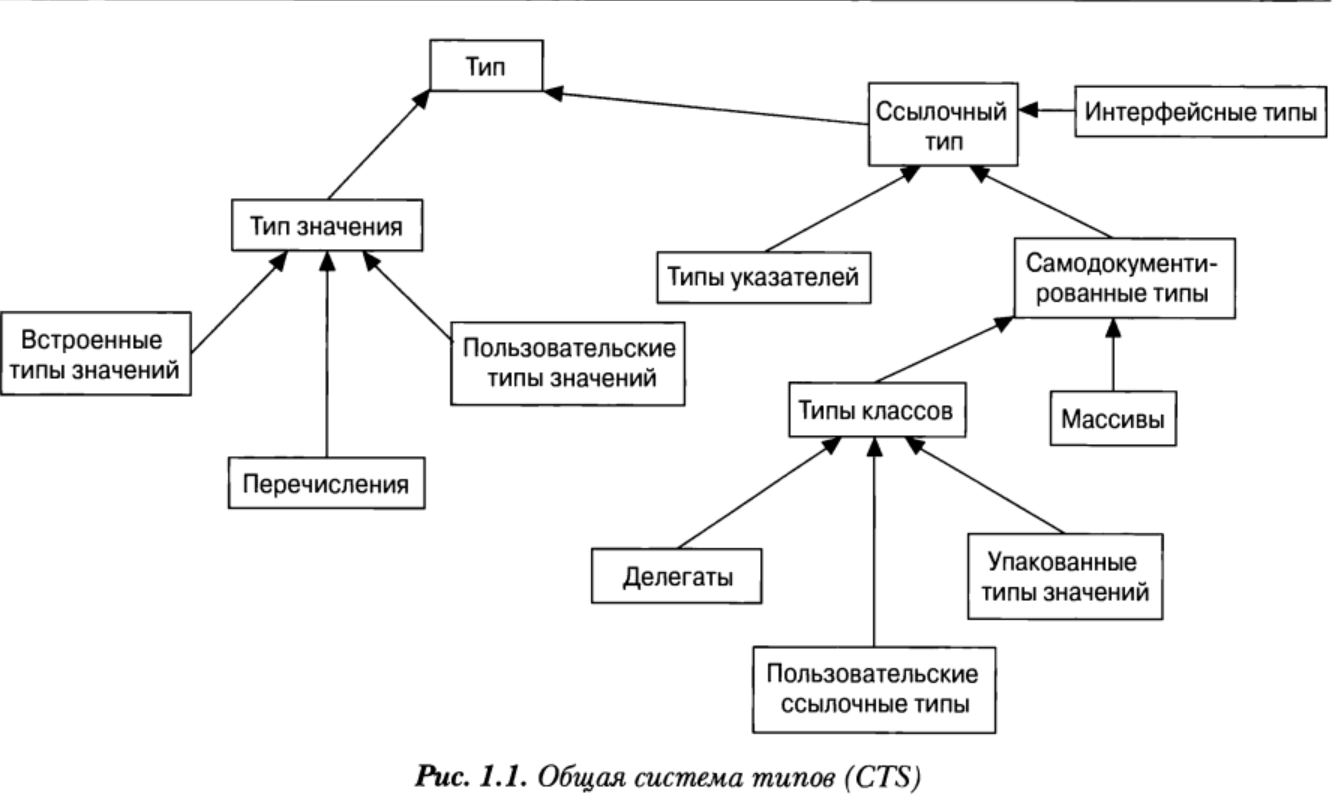 Тип
Ссылочный
тип
Интерфейсные типы
Тип значения
Типы указателей
Самодокументи-
рованные типы
Встроенные
типы значений
Пользовательские
типы значений
Типы классов
Массивы
Перечисления
Делегаты
Упакованные
типы значений
Пользовательские
ссылочные типы
Рис. 1.1. Общая система типов (CTS)